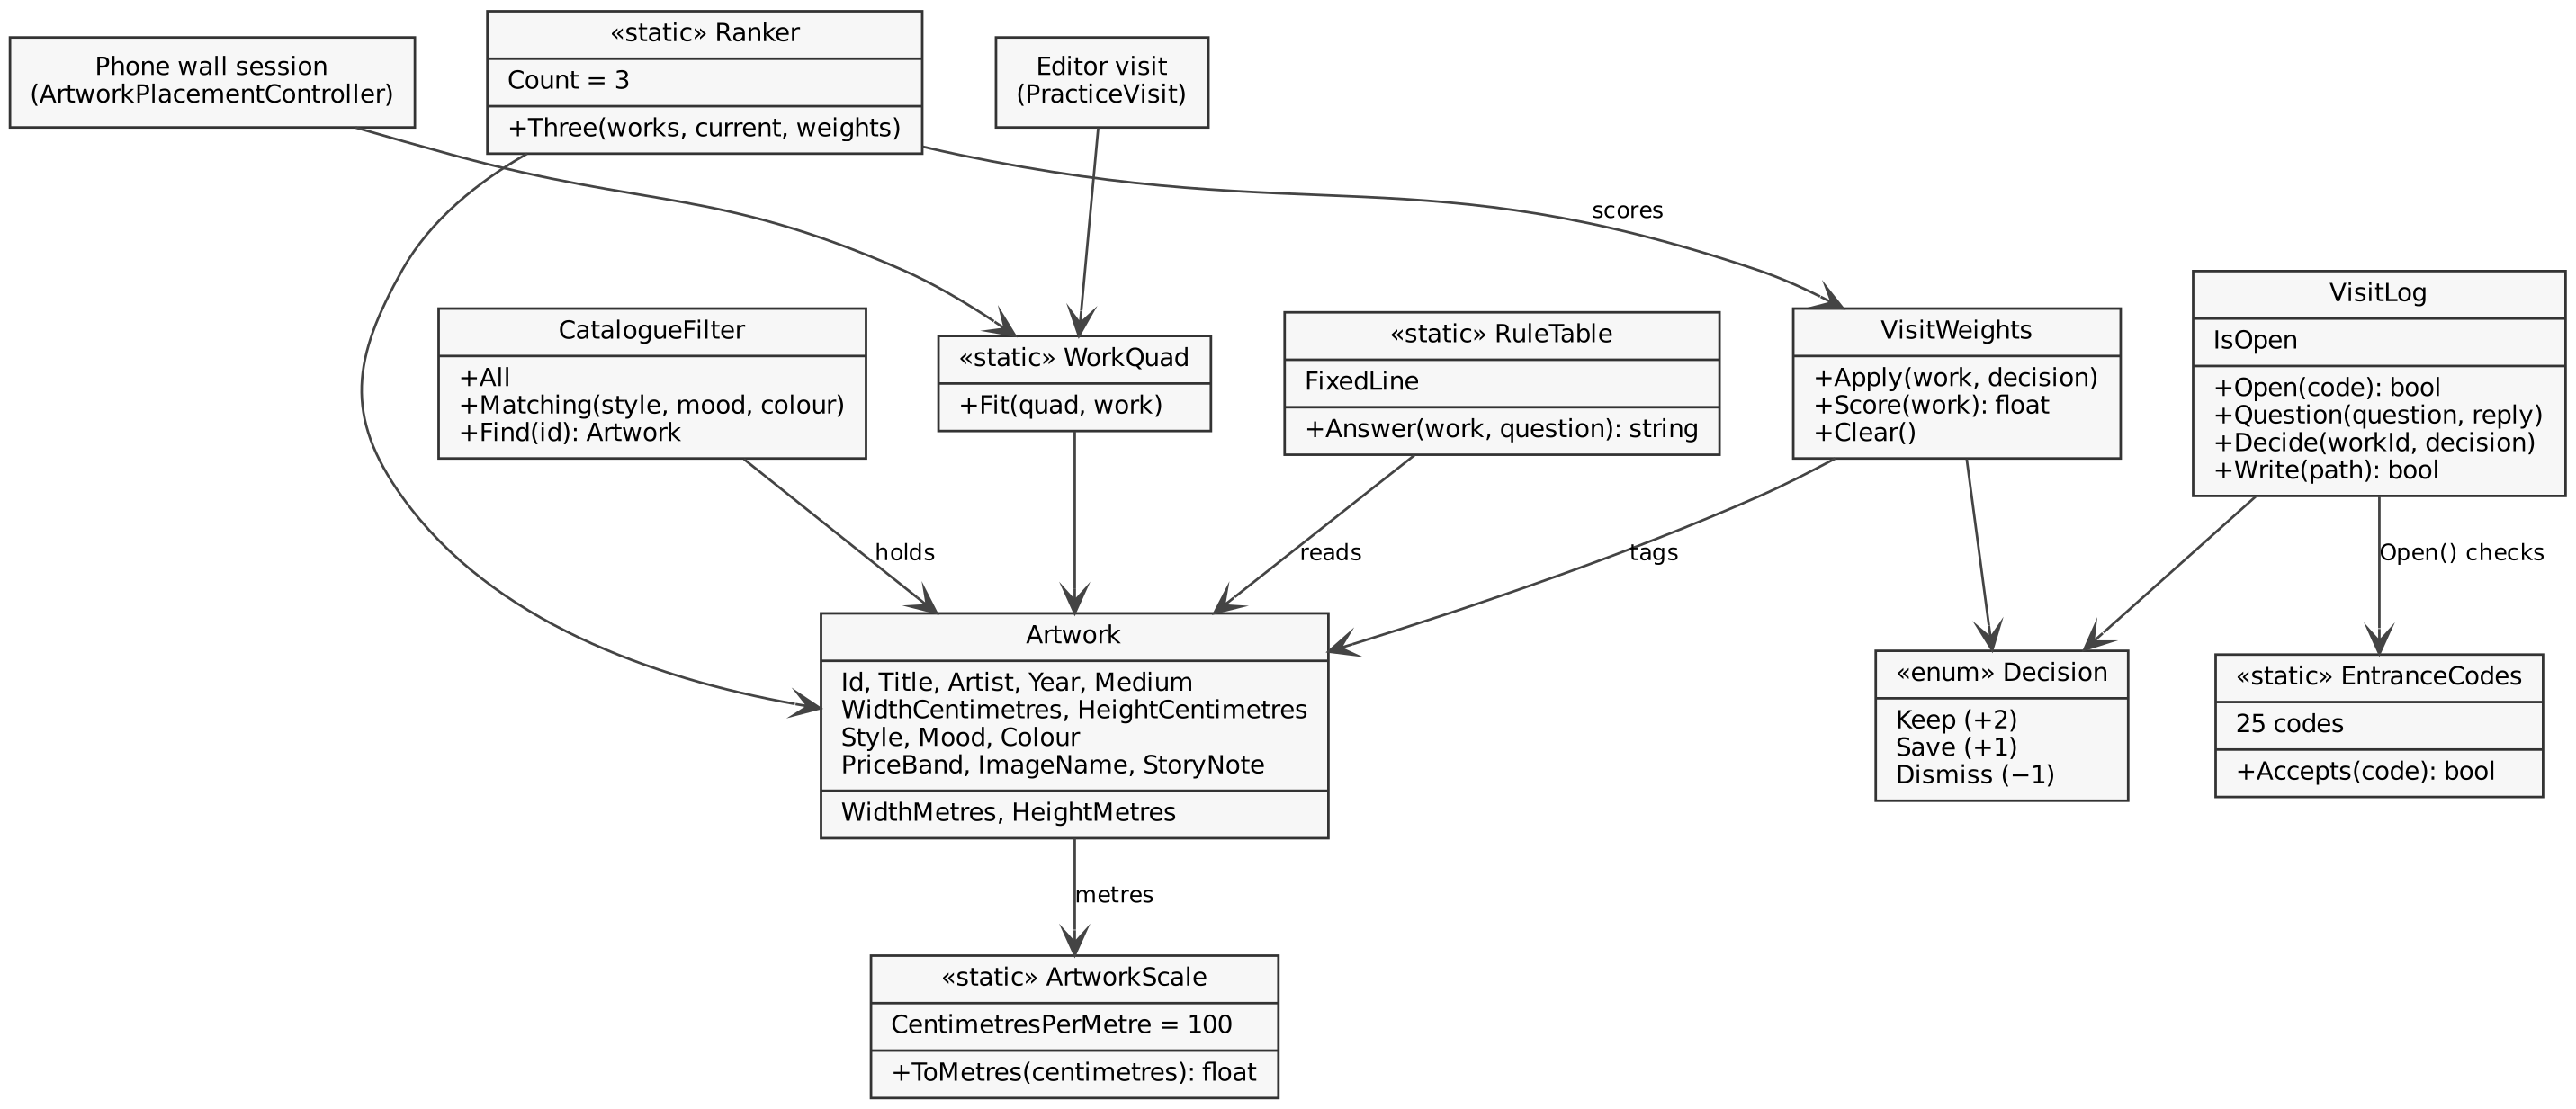 Phone wall session
(ArtworkPlacementController)
«static» Ranker
Count = 3
+Three(works, current, weights)
Editor visit
(PracticeVisit)
scores
CatalogueFilter
+All
+Matching(style, mood, colour)
+Find(id): Artwork
«static» WorkQuad
+Fit(quad, work)
«static» RuleTable
FixedLine
+Answer(work, question): string
VisitWeights
+Apply(work, decision)
+Score(work): float
+Clear()
VisitLog
IsOpen
+Open(code): bool
+Question(question, reply)
+Decide(workId, decision)
+Write(path): bool
holds
reads
tags
Open() checks
Artwork
Id, Title, Artist, Year, Medium
WidthCentimetres, HeightCentimetres
Style, Mood, Colour
PriceBand, ImageName, StoryNote
WidthMetres, HeightMetres
«enum» Decision
Keep (+2)
Save (+1)
Dismiss (−1)
«static» EntranceCodes
25 codes
+Accepts(code): bool
metres
«static» ArtworkScale
CentimetresPerMetre = 100
+ToMetres(centimetres): float